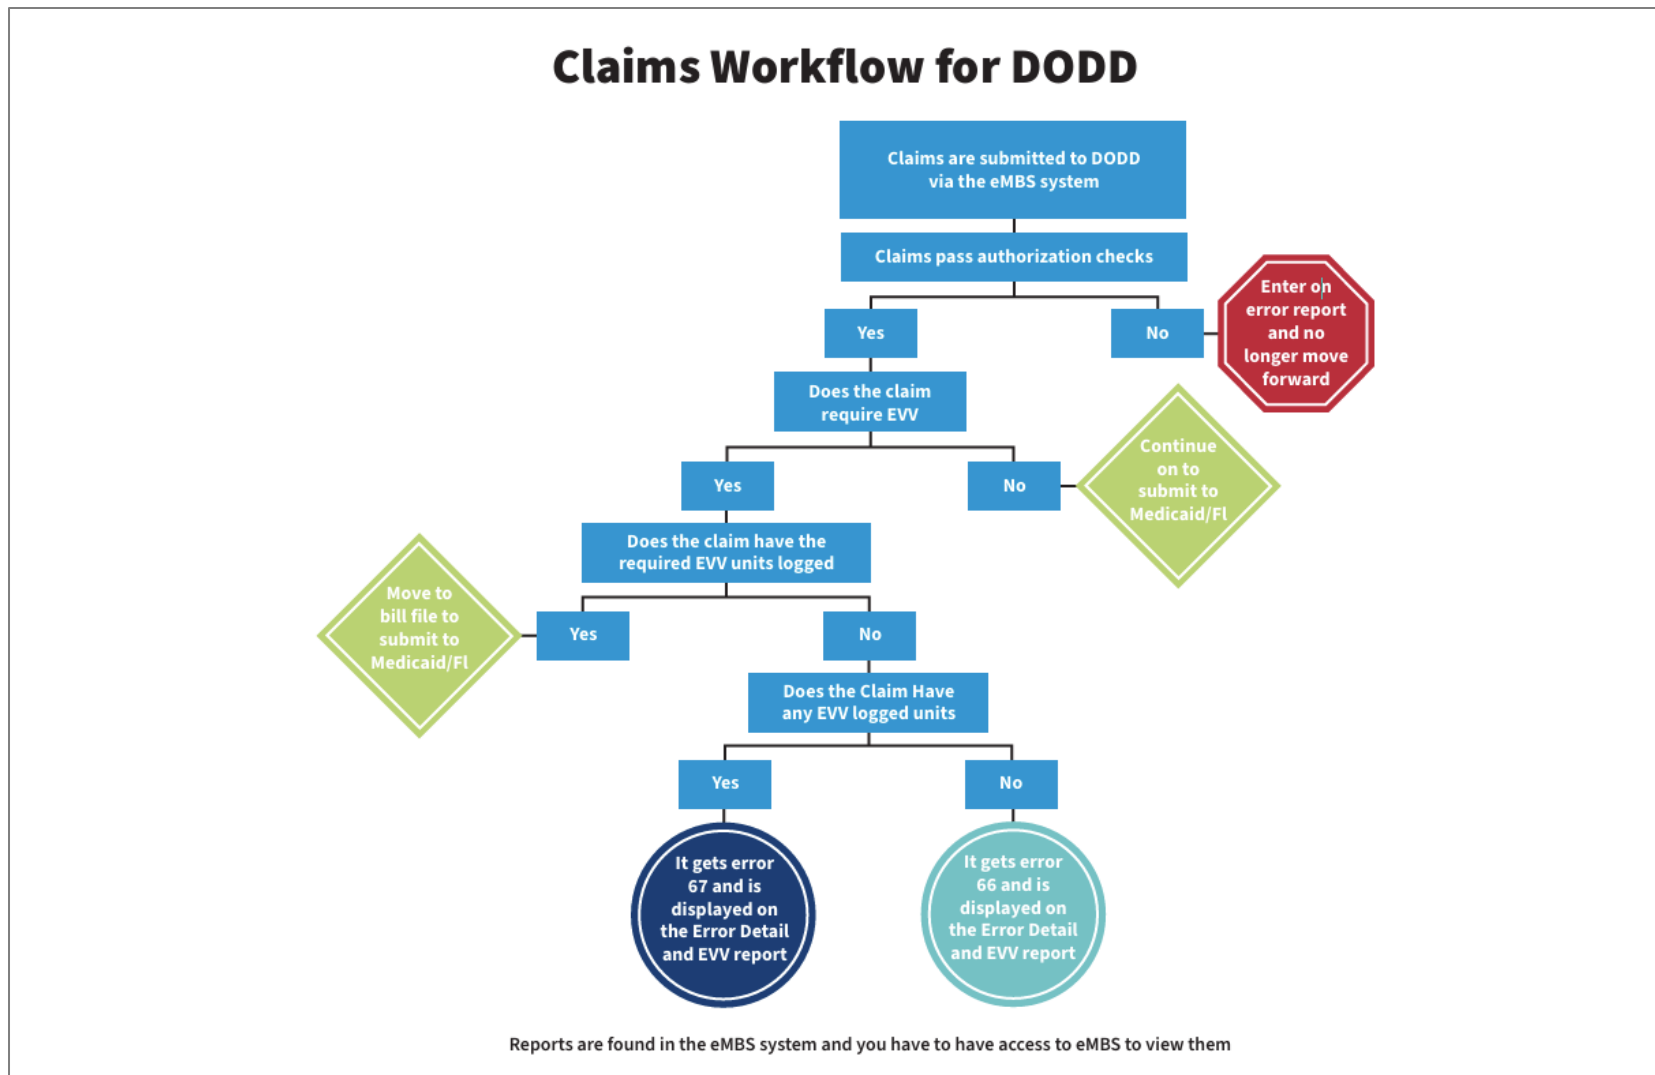 Claims Workflow for DODD
Claims are submitted to DODD
via the eMBS system
Claims pass authorization checks
Yes
No
Enter on
error report
and no
longer move
forward
Does the claim
require EVV
Yes
No
Continue
on to
submit to
Medicaid/Fl
Does the claim have the
required EVV units logged
Move to
bill file to
submit to
Medicaid/Fl
Yes
No
Does the Claim Have
any EVV logged units
Yes
No
It gets error
67 and is
displayed on
the Error Detail
and EVV report
It gets error
66 and is
displayed on
the Error Detail
and EVV report
Reports are found in the eMBS system and you have to have access to eMBS to view them